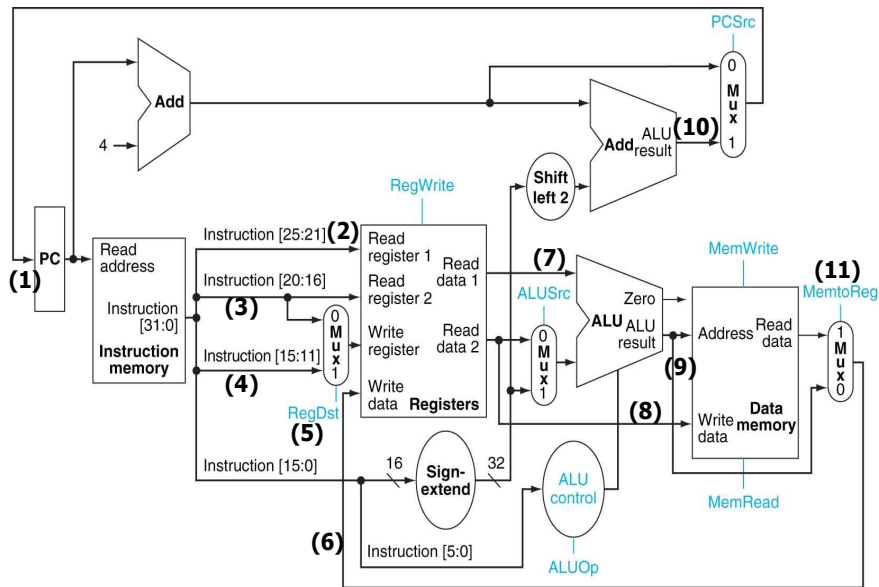 PCSrc
0
M
u
x
1
Add
4
Add ALU
result
(10)
Shift
left 2
RegWrite
(1)
PC
Read
address
Instruction
[31:0]
Instruction
memory
Instruction [25:21]
(2)
Instruction [20:16]
(3)
Instruction [15:11]
(4)
0
M
u
x
1
RegDst
(5)
Read
register 1
Read
register 2
Write
register
Write
data
Read
data 1
Read
data 2
Registers
(7)
ALUSrc
0
M
u
x
1
Zero
ALU ALU
result
(9)
(8)
MemWrite
Address
Read
data
Write
data
Data
memory
MemRead
(11)
MemtoReg
1
M
u
x
0
Instruction [15:0]
16
Sign-
extend
32
ALU
control
ALUOp
(6)
Instruction [5:0]